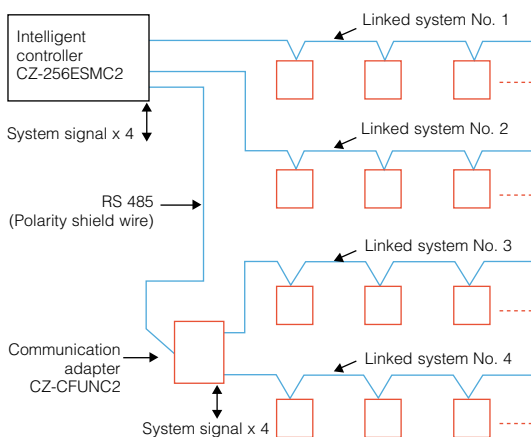 Intelligent
controller
CZ-256ESMC2
System signal x 4
Linked system No. 1
Linked system No. 2
RS 485
(Polarity shield wire)
Linked system No. 3
Communication
adapter
CZ-CFUNC2
Linked system No. 4
System signal x 4